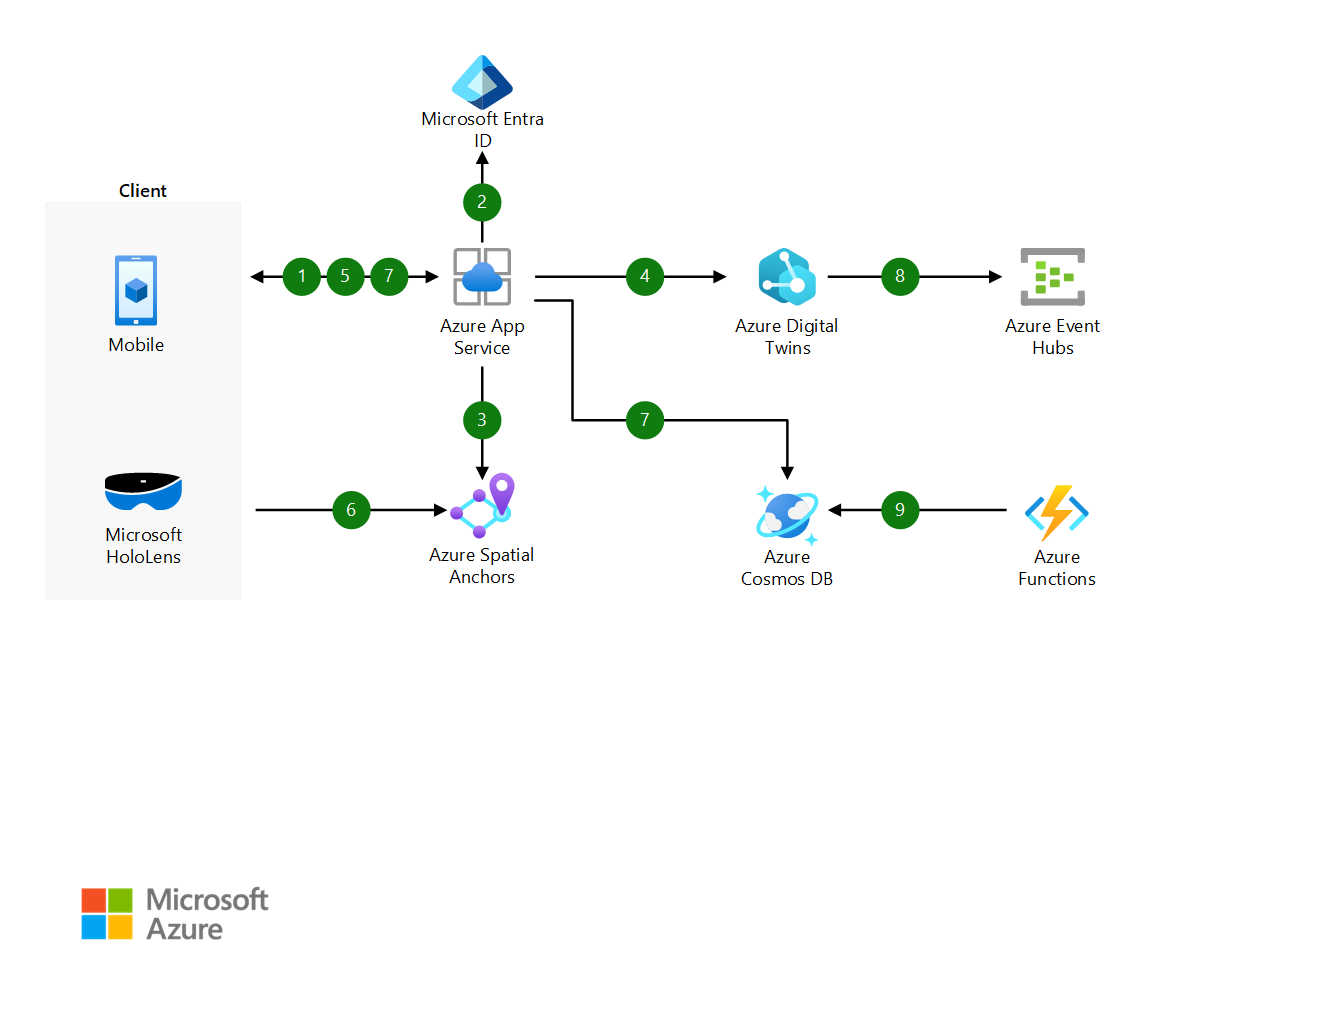 Microsoft Entra
ID
Client
2
1
5
7
4
8
Mobile
Azure App
Service
Azure Digital
Twins
Azure Event
Hubs
3
7
6
9
Microsoft
HoloLens
Azure Spatial
Anchors
Azure
Cosmos DB
Azure
Functions
Microsoft
Azure